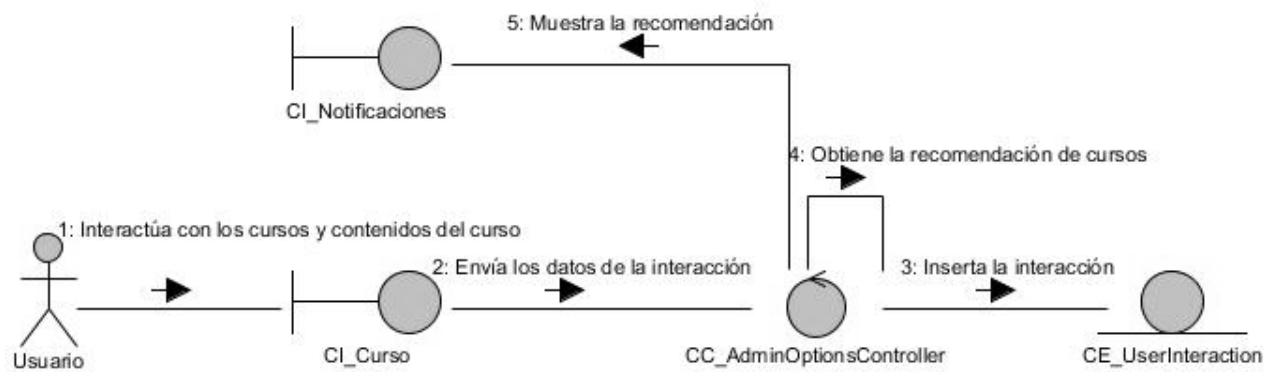 5: Muestra la recomendación
CI_Notificaciones
4: Obtiene la recomendación de cursos
1: Interactúa con los cursos y contenidos del curso
2: Envía los datos de la interacción
3: Inserta la interacción
Usuario
CI_Curso
CC_AdminOptionsController
CE_UserInteraction